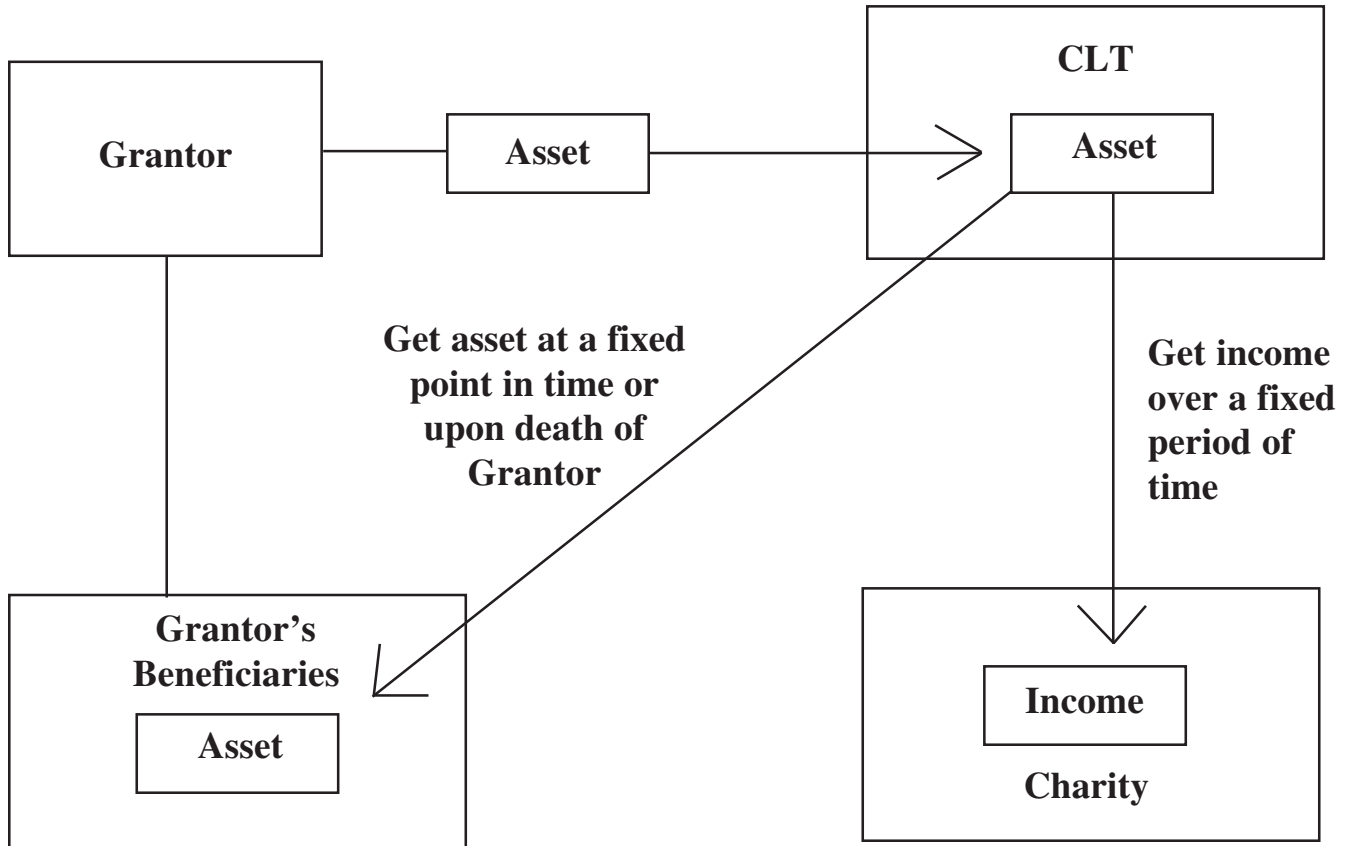 CLT
Grantor
Asset
Asset
Get asset at a fixed
point in time or
upon death of
Grantor
Get income
over a fixed
period of
time
Grantor’s
Beneficiaries
Asset
Income
Charity